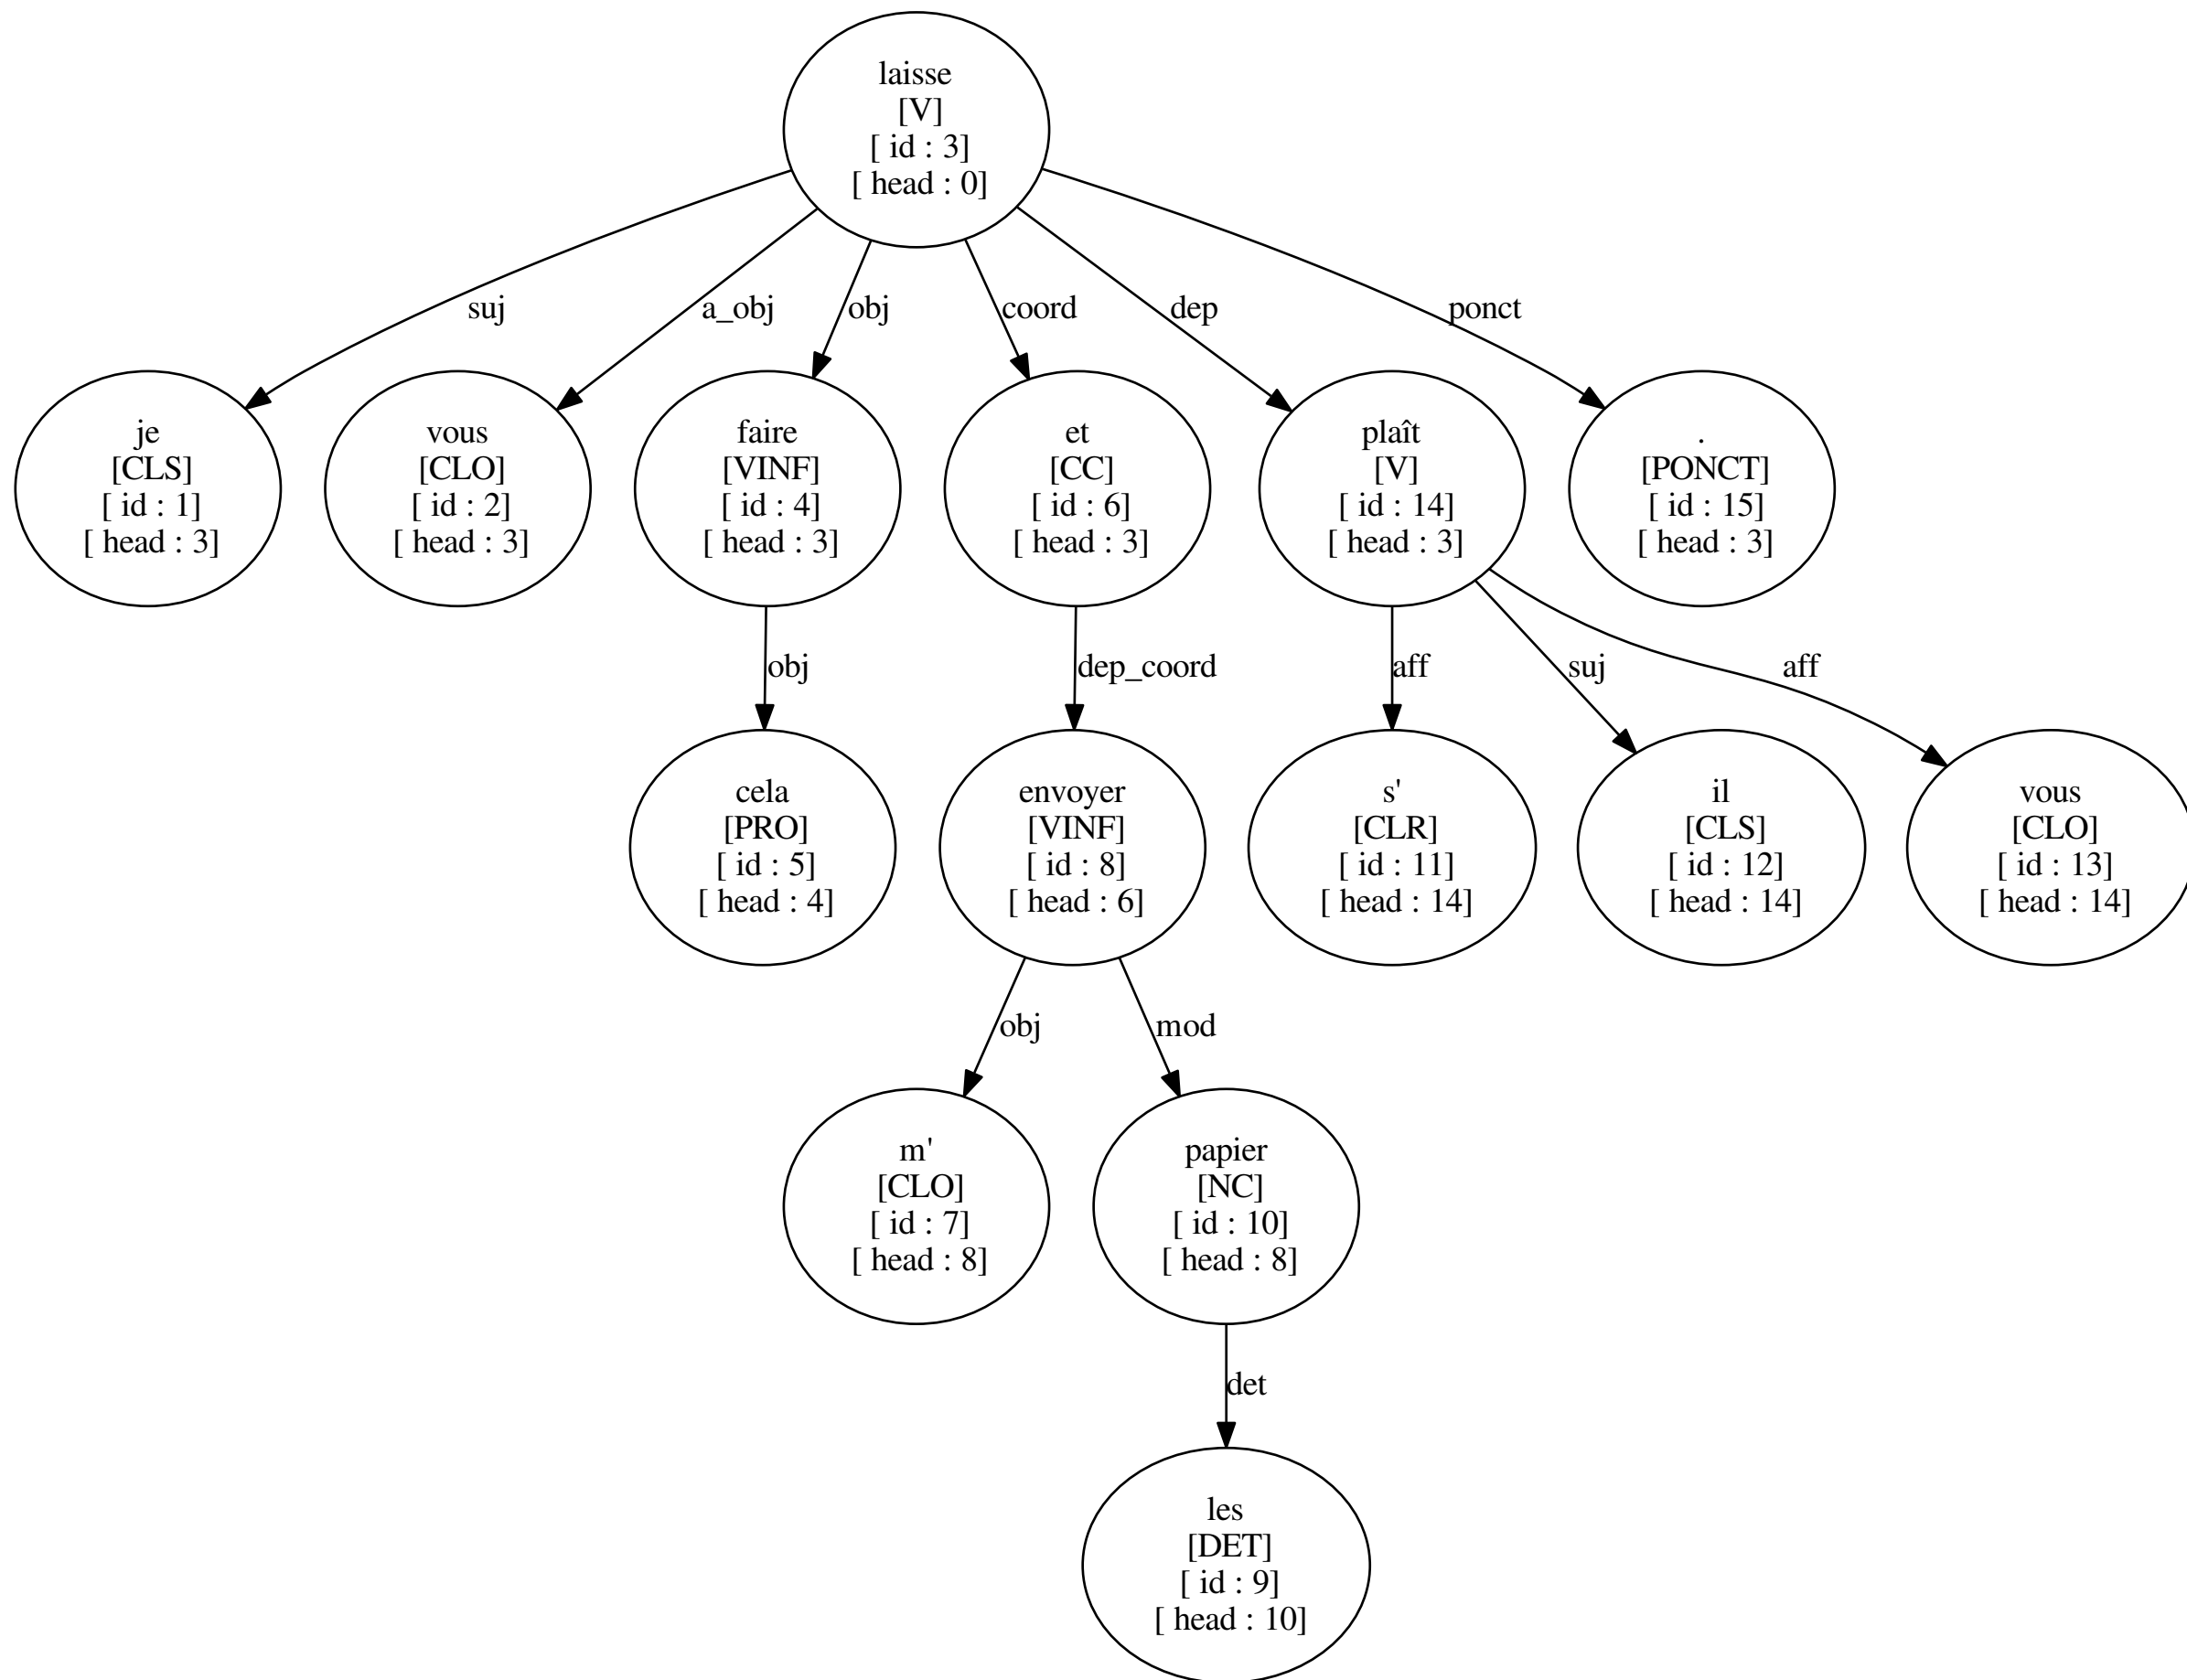 laisse
[V]
[ id : 3]
[ head : 0]
suj
a_obj
obj
coord
dep
ponct
je
[CLS]
[ id : 1]
[ head : 3]
vous
[CLO]
[ id : 2]
[ head : 3]
faire
[VINF]
[ id : 4]
[ head : 3]
et
[CC]
[ id : 6]
[ head : 3]
plaît
[V]
[ id : 14]
[ head : 3]
.
[PONCT]
[ id : 15]
[ head : 3]
obj
dep_coord
aff
suj
aff
cela
[PRO]
[ id : 5]
[ head : 4]
envoyer
[VINF]
[ id : 8]
[ head : 6]
s'
[CLR]
[ id : 11]
[ head : 14]
il
[CLS]
[ id : 12]
[ head : 14]
vous
[CLO]
[ id : 13]
[ head : 14]
obj
mod
m'
[CLO]
[ id : 7]
[ head : 8]
papier
[NC]
[ id : 10]
[ head : 8]
det
les
[DET]
[ id : 9]
[ head : 10]